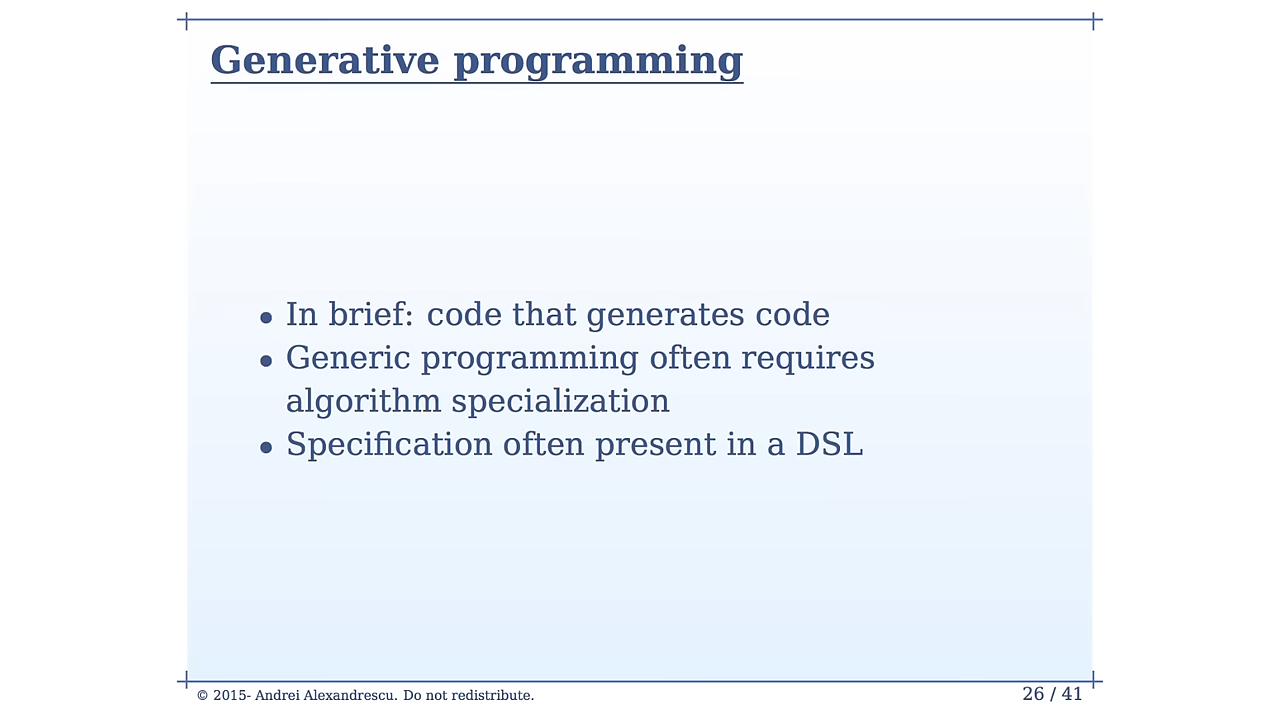 Generative programming
• In brief: code that generates code
• Generic programming often requires
algorithm specialization
• Specification often present in a DSL
© 2015- Andrei Alexandrescu. Do not redistribute.
26 / 41